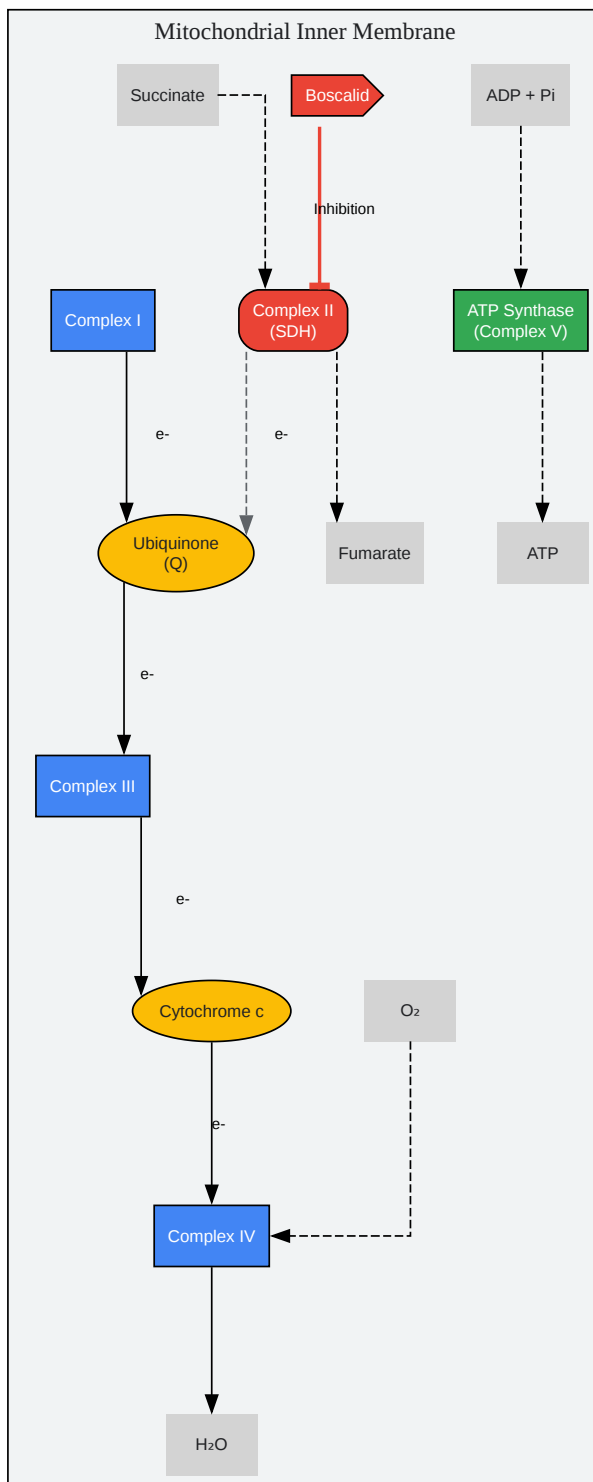 Mitochondrial Inner Membrane
Succinate
Boscalid
ADP + Pi
Inhibition
Complex I
Complex II
(SDH)
ATP Synthase
(Complex V)
e-
e-
Ubiquinone
(Q)
Fumarate
ATP
e-
Complex III
e-
Cytochrome c
O₂
e-
Complex IV
H₂O